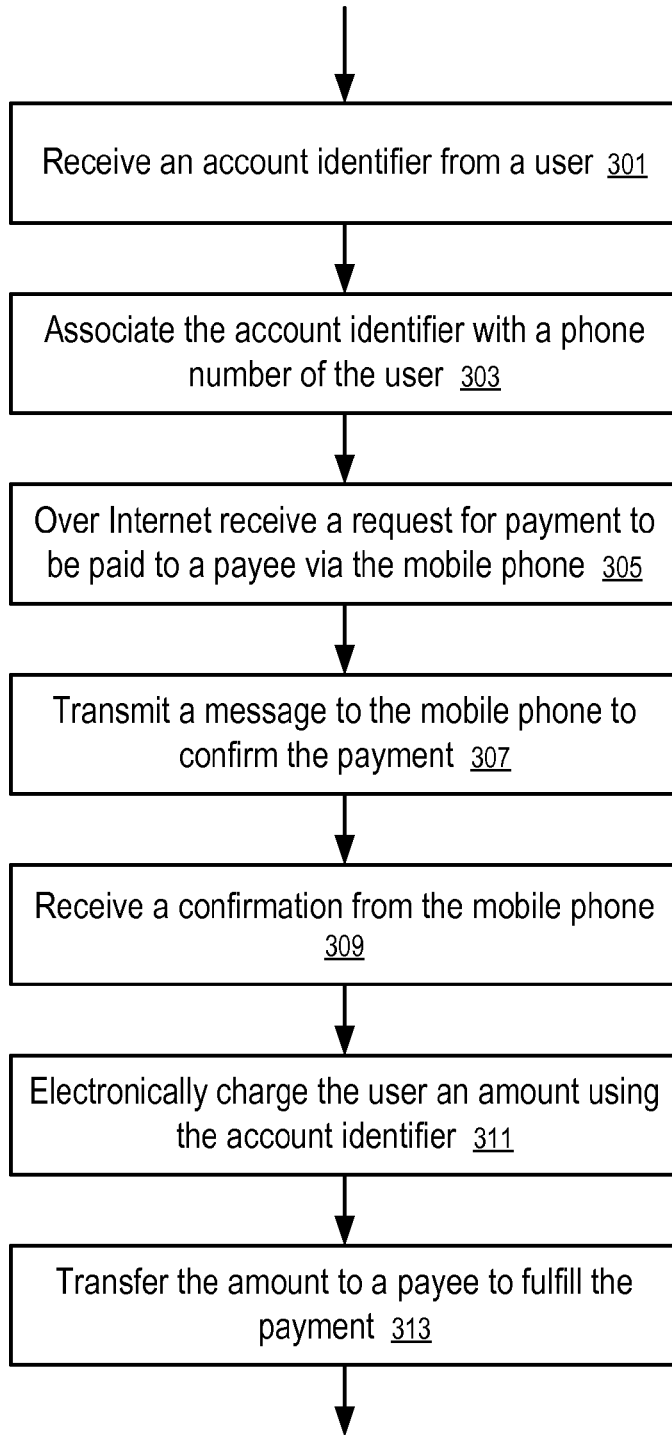 Receive an account identifier from a user 301
Associate the account identifier with a phone
number of the user 303
Over Internet receive a request for payment to
be paid to a payee via the mobile phone 305
Transmit a message to the mobile phone to
confirm the payment 307
Receive a confirmation from the mobile phone
309
Electronically charge the user an amount using
the account identifier 311
Transfer the amount to a payee to fulfill the
payment 313